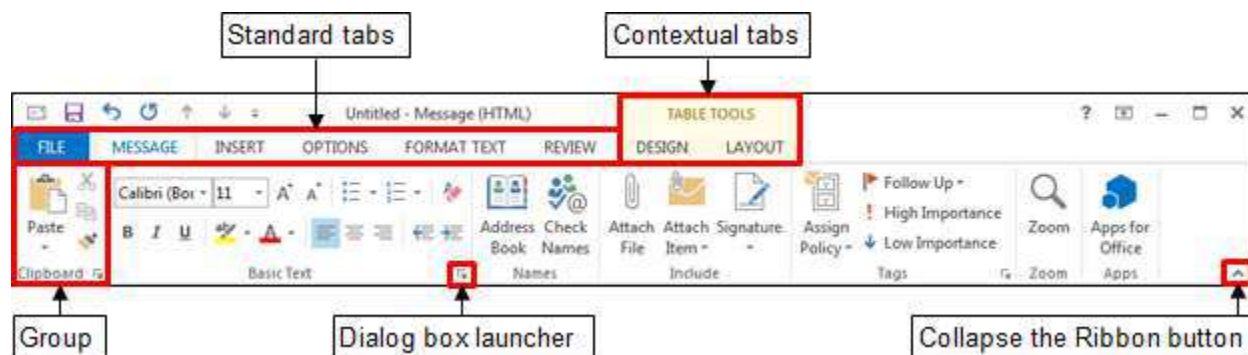 Standard tabs
Contextual tabs
Untitled - Message (HTML)
TABLE TOOLS
?
FILE MESSAGE INSERT OPTIONS FORMAT TEXT REVIEW DESIGN LAYOUT
Calibri (Bor 11 A A
Follow Up
! High Importance
Paste
B I U A
Address Check Attach Attach Signature Assign
Zoom Apps for
Book Names File Item Policy
Low Importance
Office
Clipboard Basic Text Names Include Tags Zoom Apps
Group
Dialog box launcher
Collapse the Ribbon button